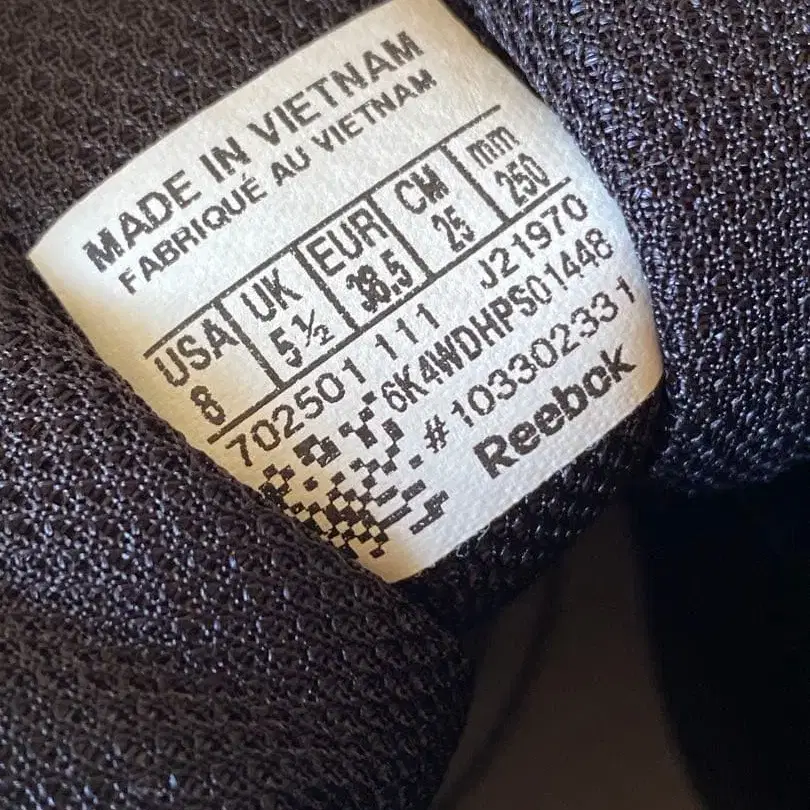 MADE IN VIETNAM
FABRIQUÉ AU VIETNAM
USA UK EUR CM mm
8 5½ 38.5 25 250
702501 111 J21970
6K4WDHPS01448
#103302331
Reebok